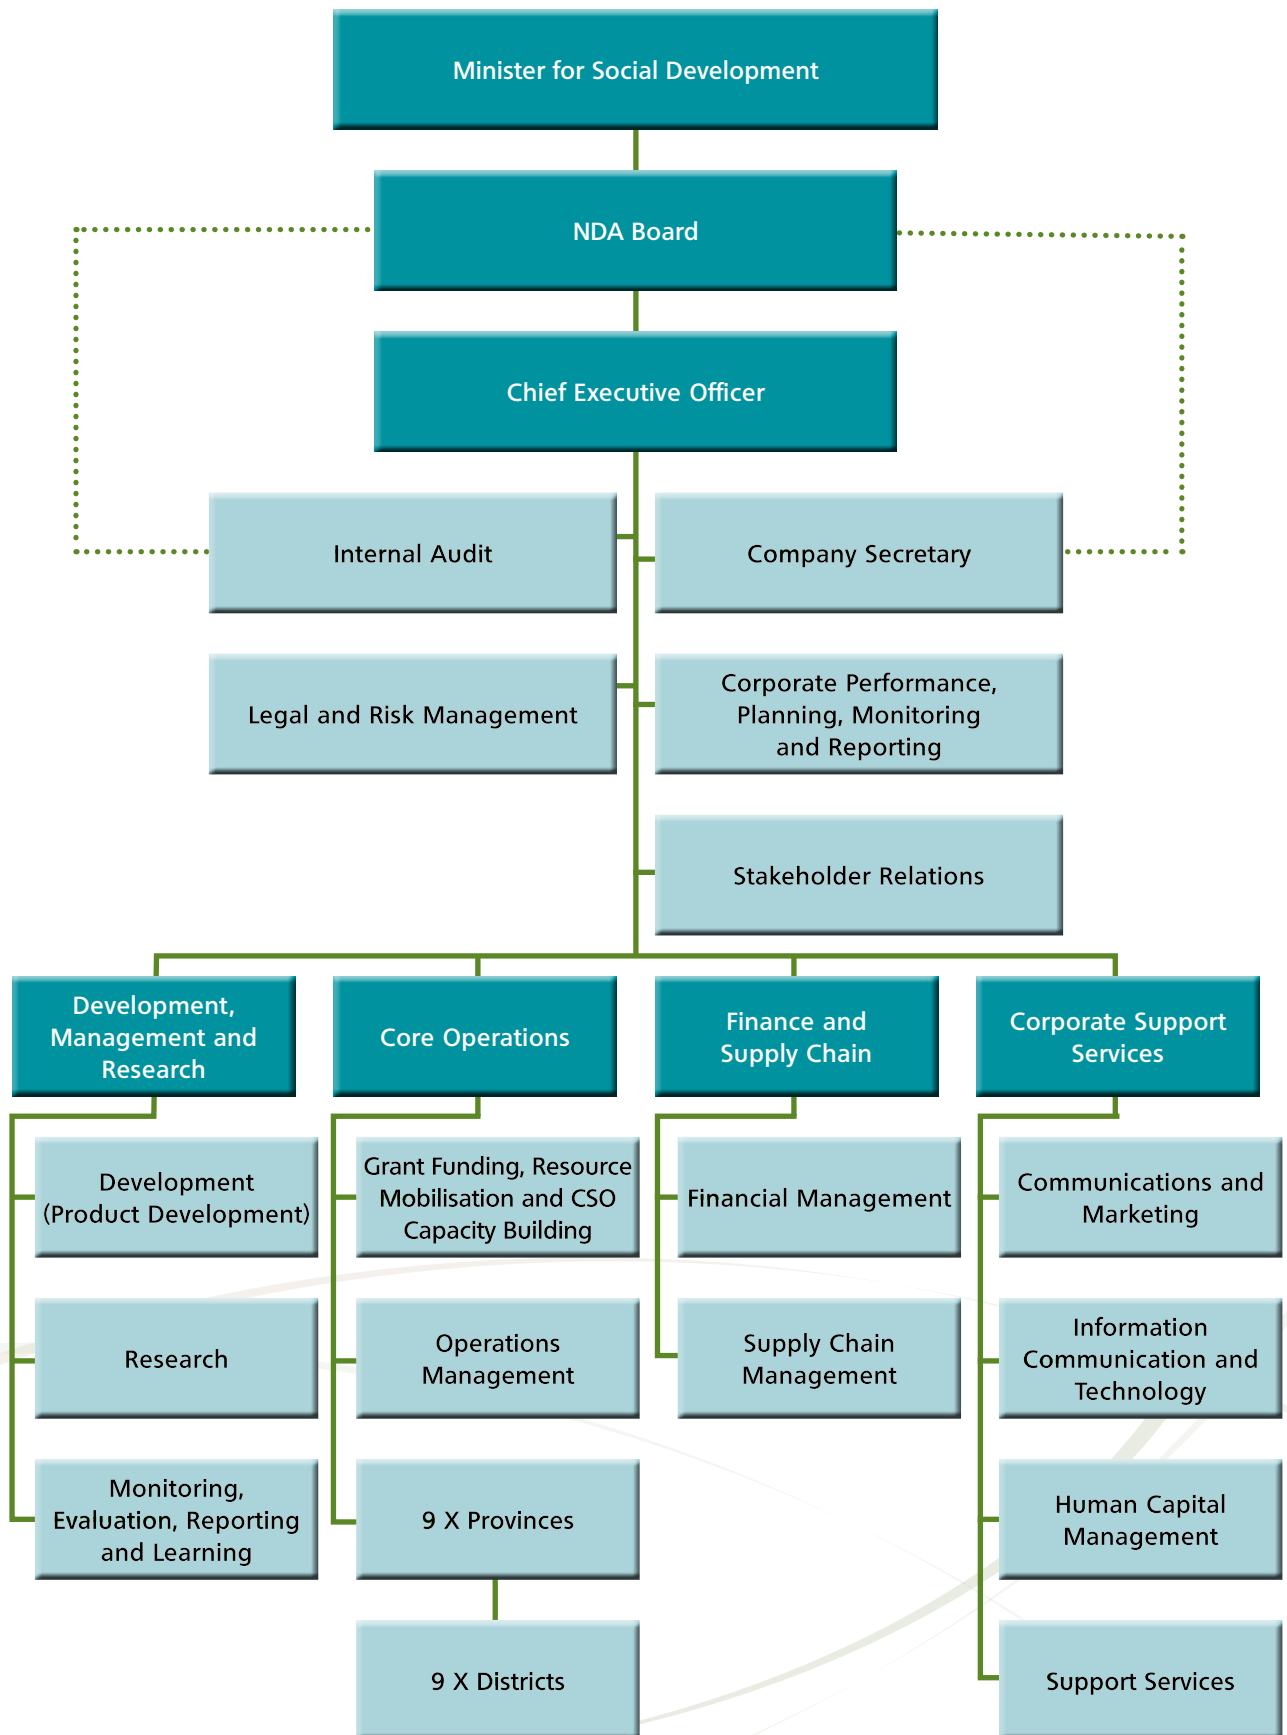 Minister for Social Development
NDA Board
Chief Executive Officer
Internal Audit
Company Secretary
Legal and Risk Management
Corporate Performance,
Planning, Monitoring
and Reporting
Stakeholder Relations
Development,
Management and
Research
Core Operations
Finance and
Supply Chain
Corporate Support
Services
Development
(Product Development)
Grant Funding, Resource
Mobilisation and CSO
Capacity Building
Financial Management
Communications and
Marketing
Research
Operations
Management
Supply Chain
Management
Information
Communication and
Technology
Monitoring,
Evaluation, Reporting
and Learning
9 X Provinces
Human Capital
Management
9 X Districts
Support Services